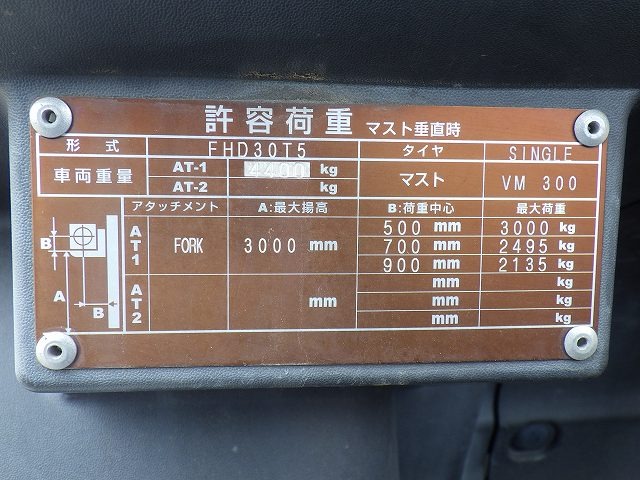 許容荷重 マスト垂直時
形式 FHD30T5 タイヤ SINGLE
車両重量 AT-1 4400 kg マスト VM 300
AT-2 kg
アタッチメント A:最大揚高 B:荷重中心 最大荷重
AT1 FORK 3000 mm 500 mm 3000 kg
700 mm 2495 kg
900 mm 2135 kg
AT2 mm mm kg
mm kg
mm kg
B
A
B